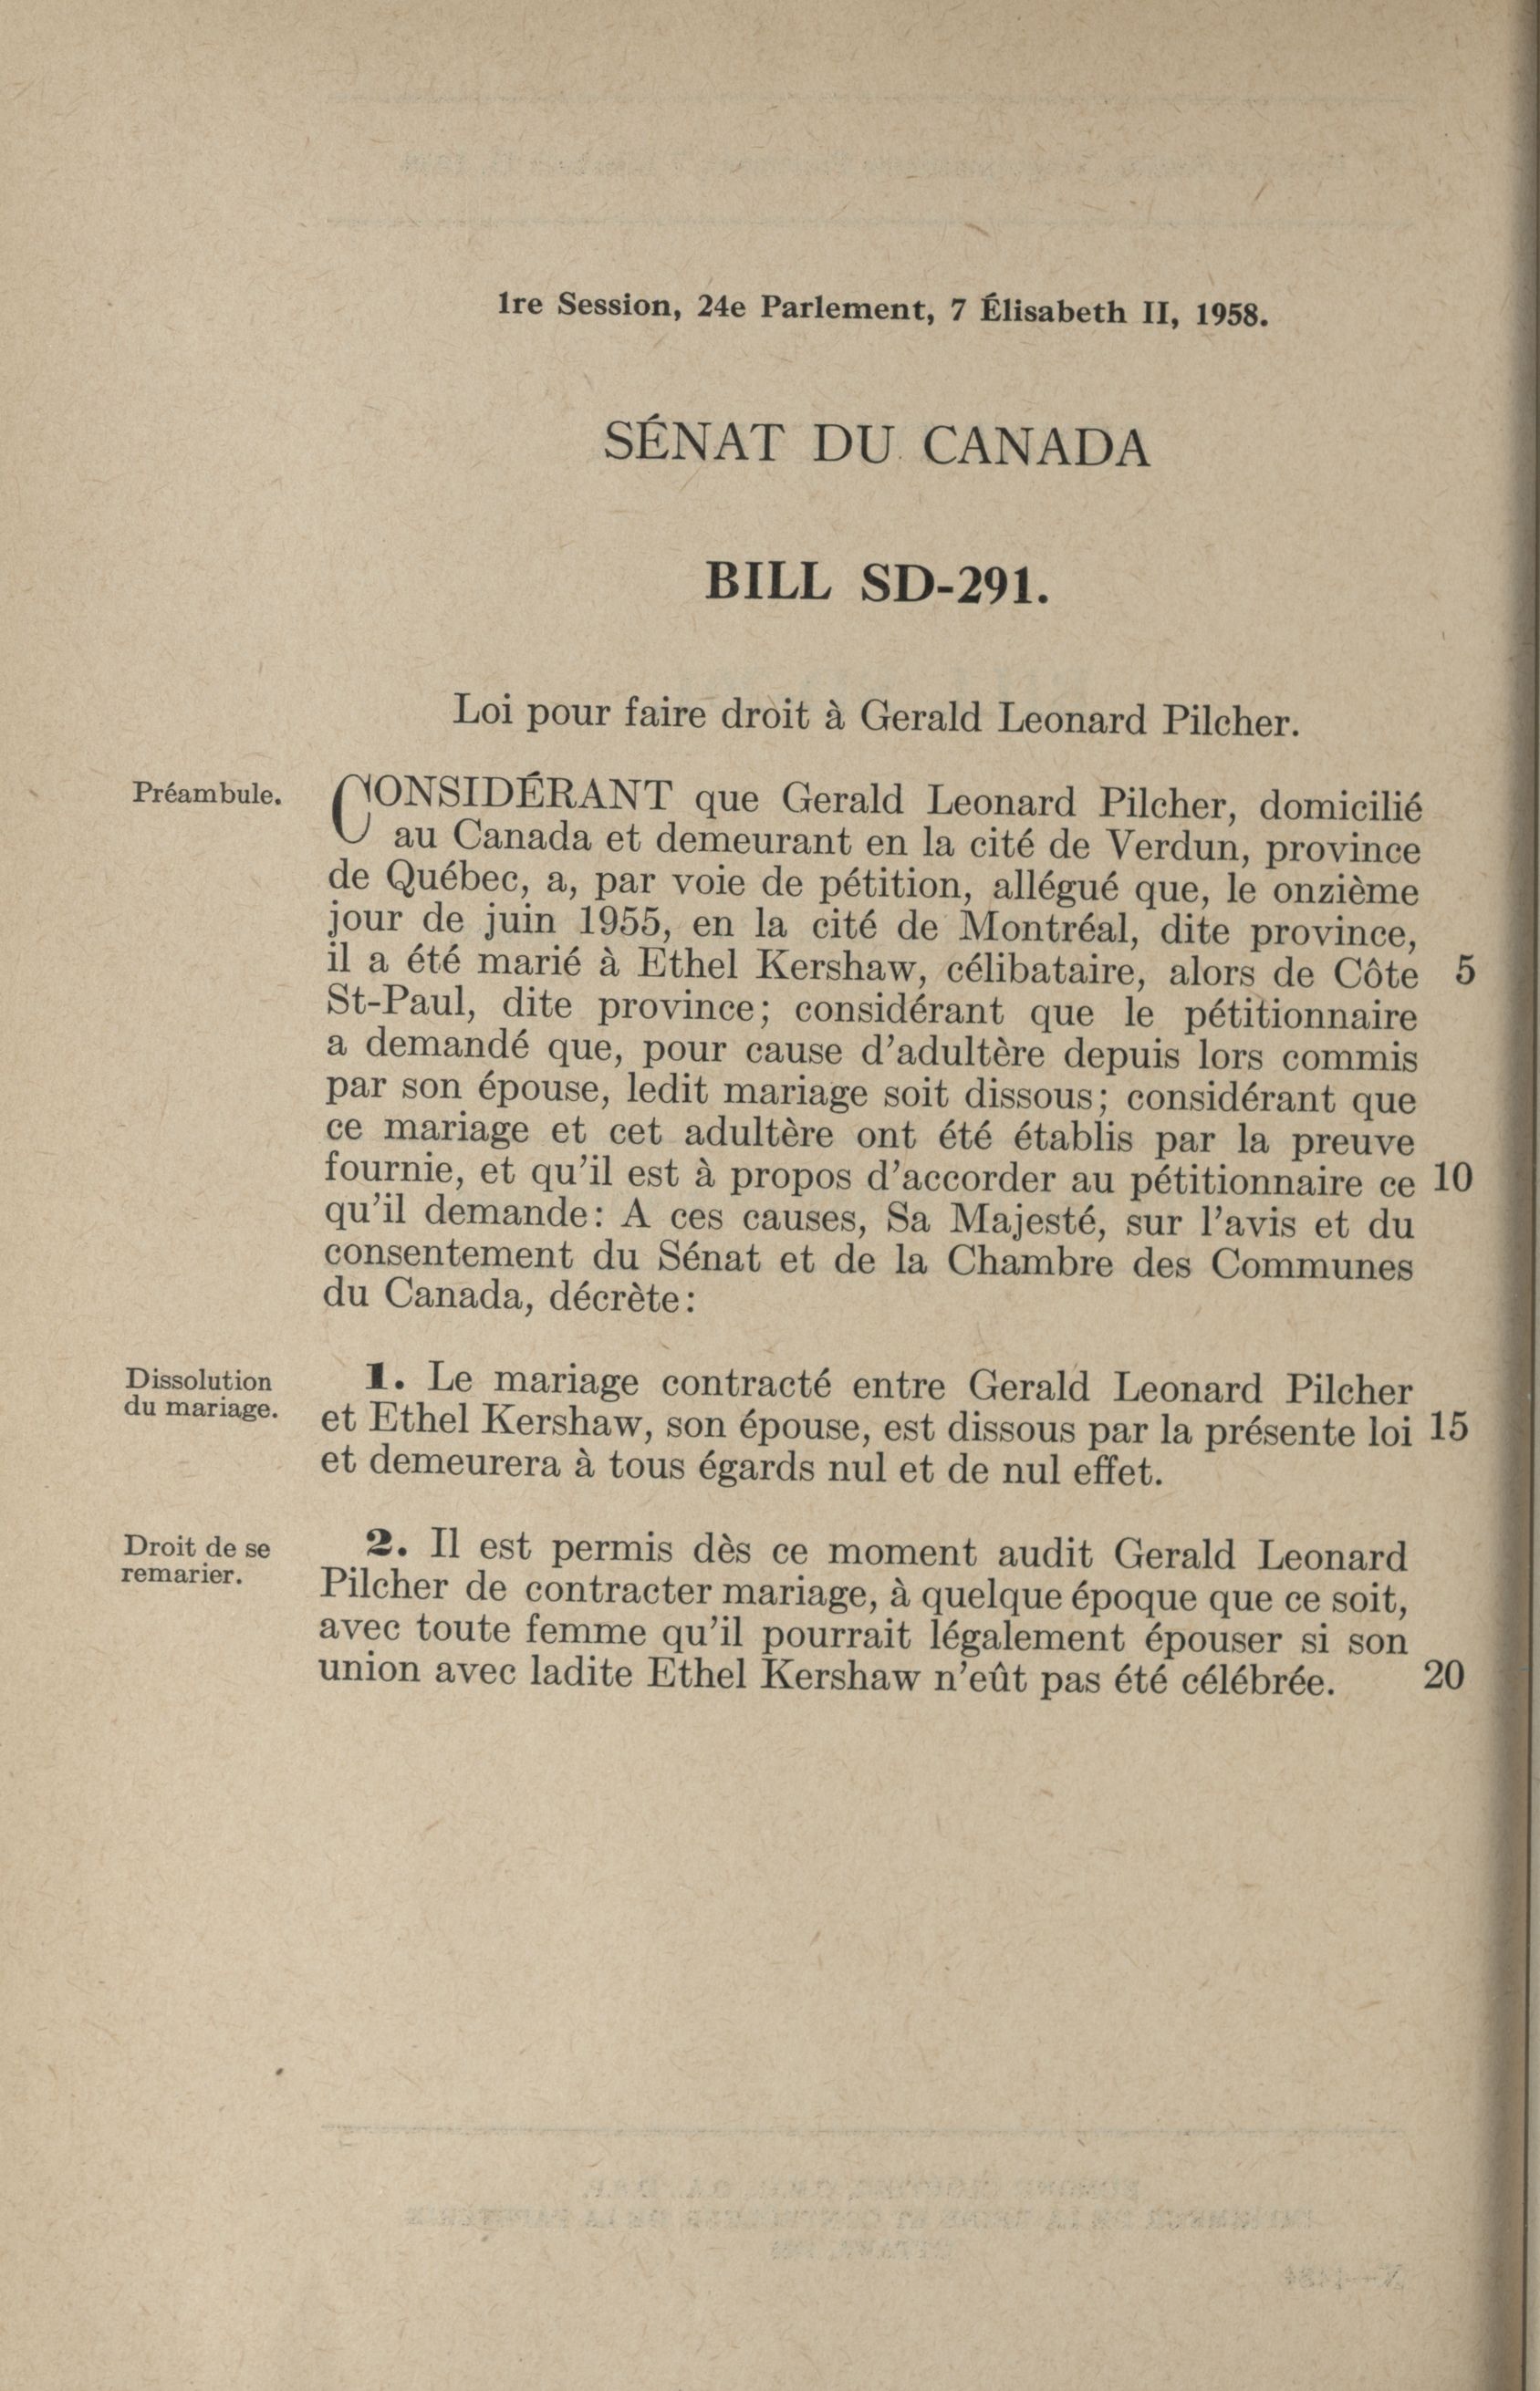 1re Session, 24e Parlement, 7 Élisabeth II, 1958.
SÉNAT DU CANADA
BILL SD-291.
Loi pour faire droit à Gerald Leonard Pilcher.
Préambule.
CONSIDÉRANT que Gerald Leonard Pilcher, domicilié
au Canada et demeurant en la cité de Verdun, province
de Québec, a, par voie de pétition, allégué que, le onzième
jour de juin 1955, en la cité de Montréal, dite province,
il a été marié à Ethel Kershaw, célibataire, alors de Côte 5
St-Paul, dite province; considérant que le pétitionnaire
a demandé que, pour cause d'adultère depuis lors commis
par son épouse, ledit mariage soit dissous; considérant que
ce mariage et cet adultère ont été établis par la preuve
fournie, et qu'il est à propos d'accorder au pétitionnaire ce 10
qu'il demande: A ces causes, Sa Majesté, sur l'avis et du
consentement du Sénat et de la Chambre des Communes
du Canada, décrète:
Dissolution
du mariage.
1. Le mariage contracté entre Gerald Leonard Pilcher
et Ethel Kershaw, son épouse, est dissous par la présente loi 15
et demeurera à tous égards nul et de nul effet.
Droit de se
remarier.
2. Il est permis dès ce moment audit Gerald Leonard
Pilcher de contracter mariage, à quelque époque que ce soit,
avec toute femme qu'il pourrait légalement épouser si son
union avec ladite Ethel Kershaw n'eût pas été célébrée. 20